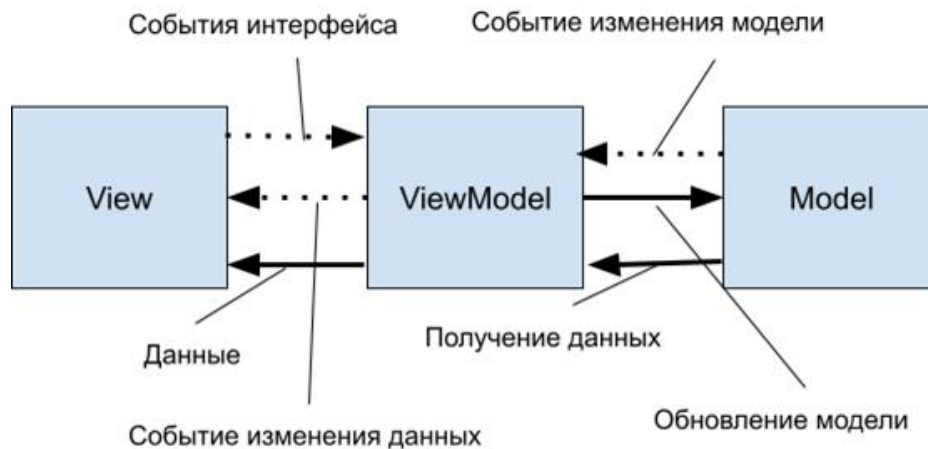 События интерфейса
Событие изменения модели
View
ViewModel
Model
Данные
Получение данных
Событие изменения данных
Обновление модели